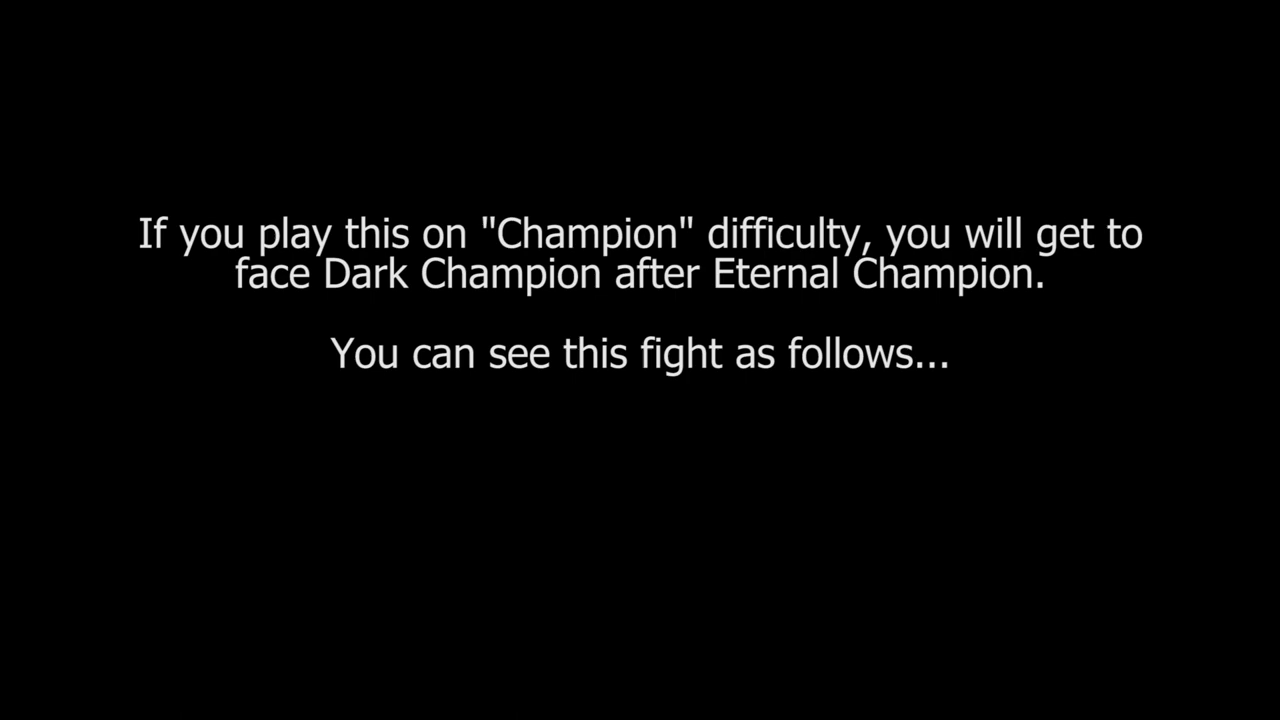 If you play this on "Champion" difficulty, you will get to
face Dark Champion after Eternal Champion.
You can see this fight as follows...